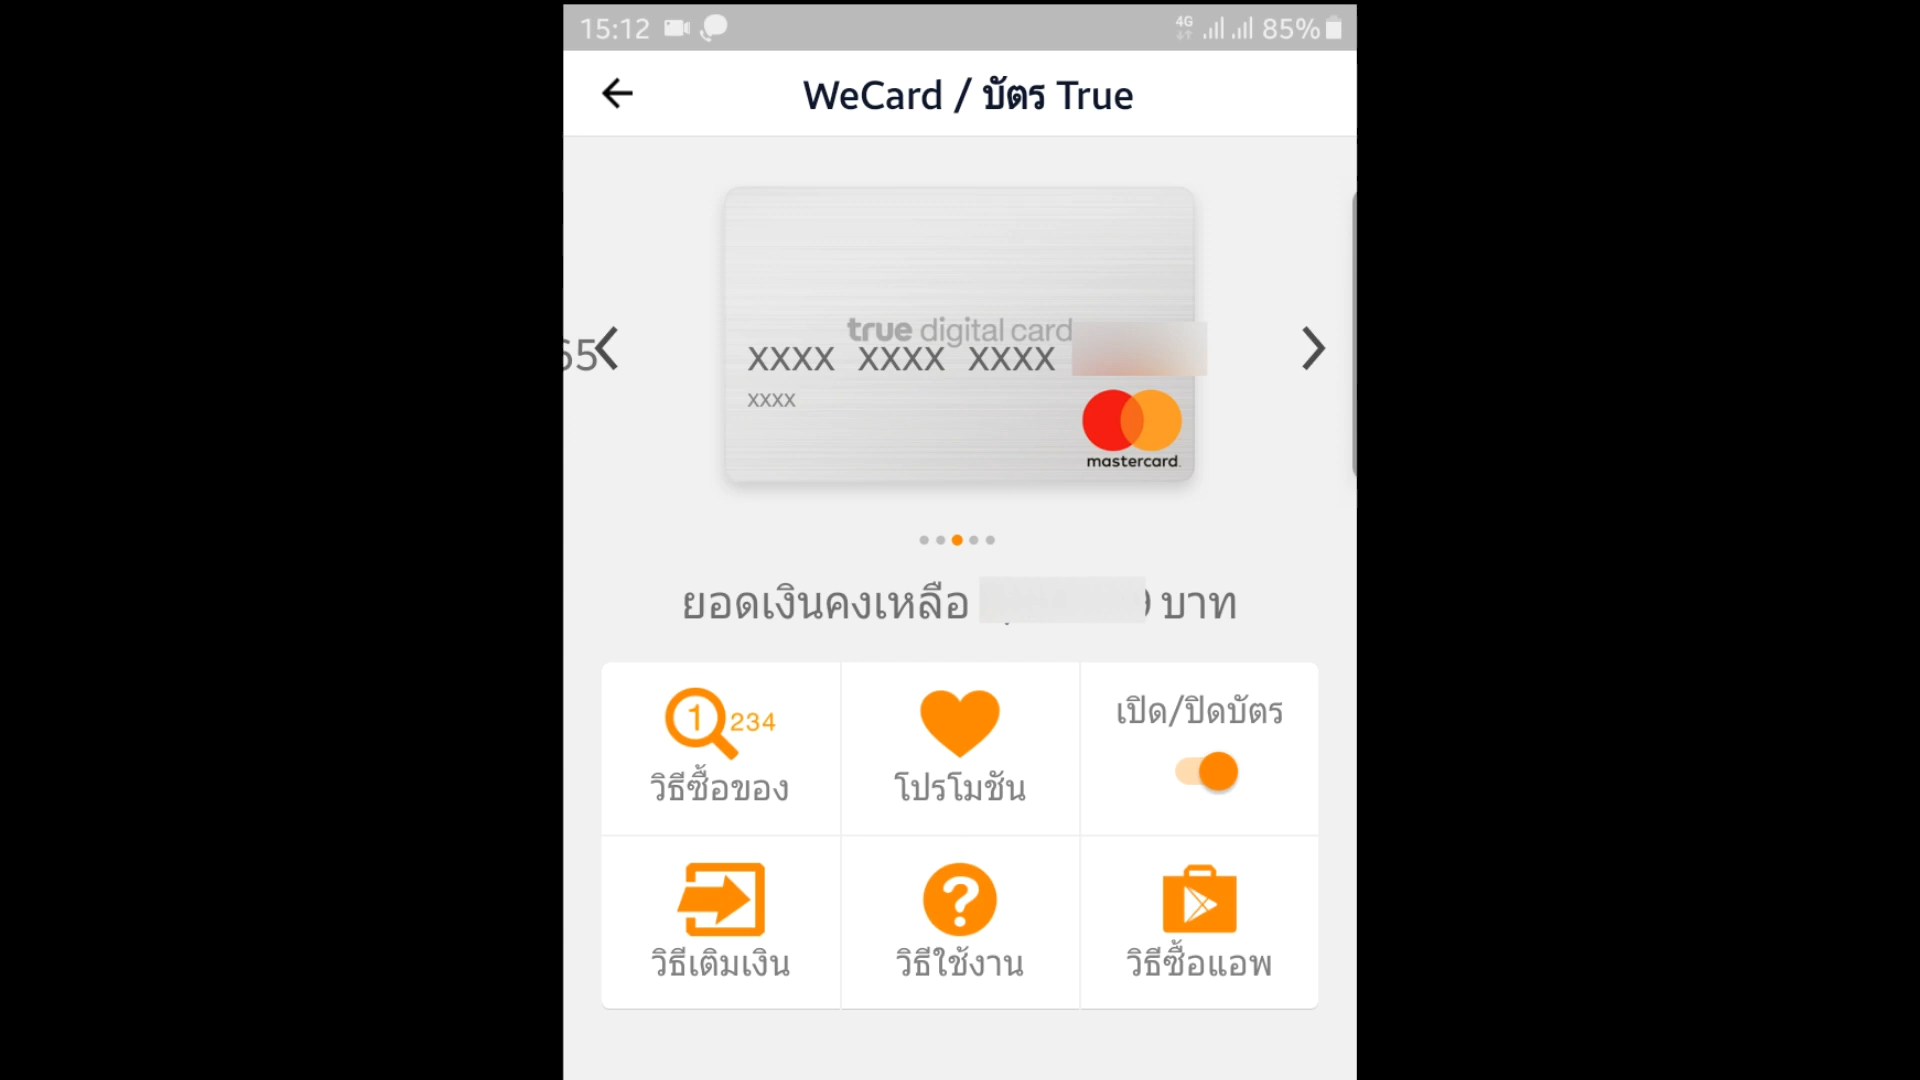 15:12 4G 85%
WeCard / บัตร True
65
true digital card
XXXX XXXX XXXX
XXXX
mastercard.
ยอดเงินคงเหลือ บาท
1 234
วิธีซื้อของ
โปรโมชัน
เปิด/ปิดบัตร
วิธีเติมเงิน
?
วิธีใช้งาน
วิธีซื้อแอพ